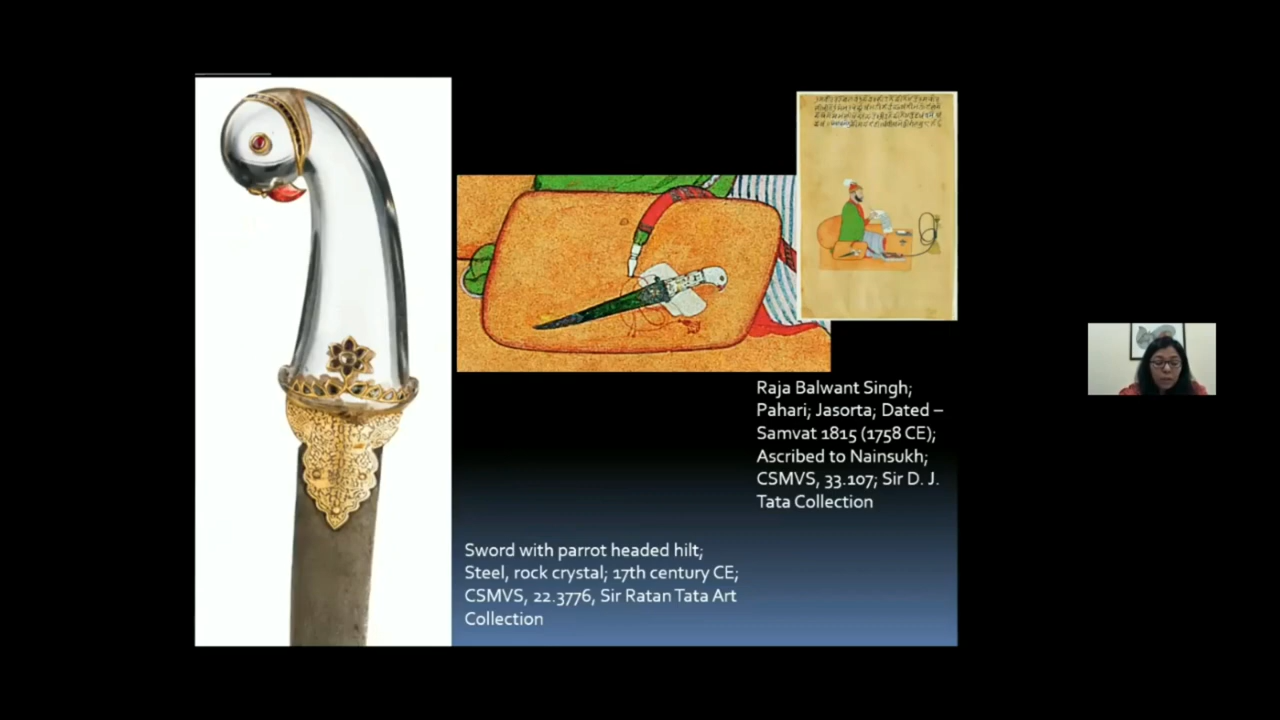 Raja Balwant Singh;
Pahari; Jasorta; Dated –
Samvat 1815 (1758 CE);
Ascribed to Nainsukh;
CSMVS, 33.107; Sir D. J.
Tata Collection
Sword with parrot headed hilt;
Steel, rock crystal; 17th century CE;
CSMVS, 22.3776, Sir Ratan Tata Art
Collection